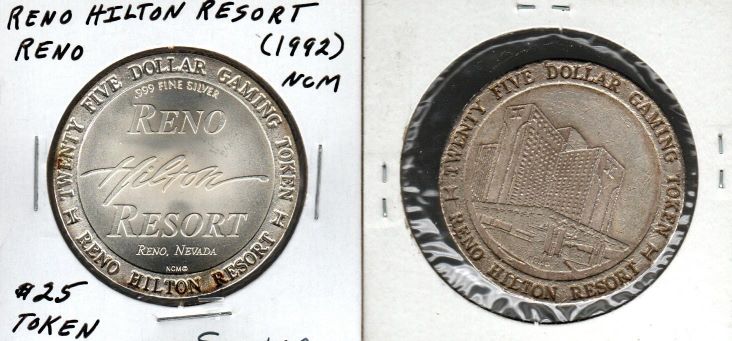 RENO HILTON RESORT
RENO (1992)
NCM
TWENTY FIVE DOLLAR GAMING TOKEN
.999 FINE SILVER
RENO
Hilton
RESORT
RENO, NEVADA
NCM©
RENO HILTON RESORT
$25
TOKEN
TWENTY FIVE DOLLAR GAMING TOKEN
RENO HILTON RESORT